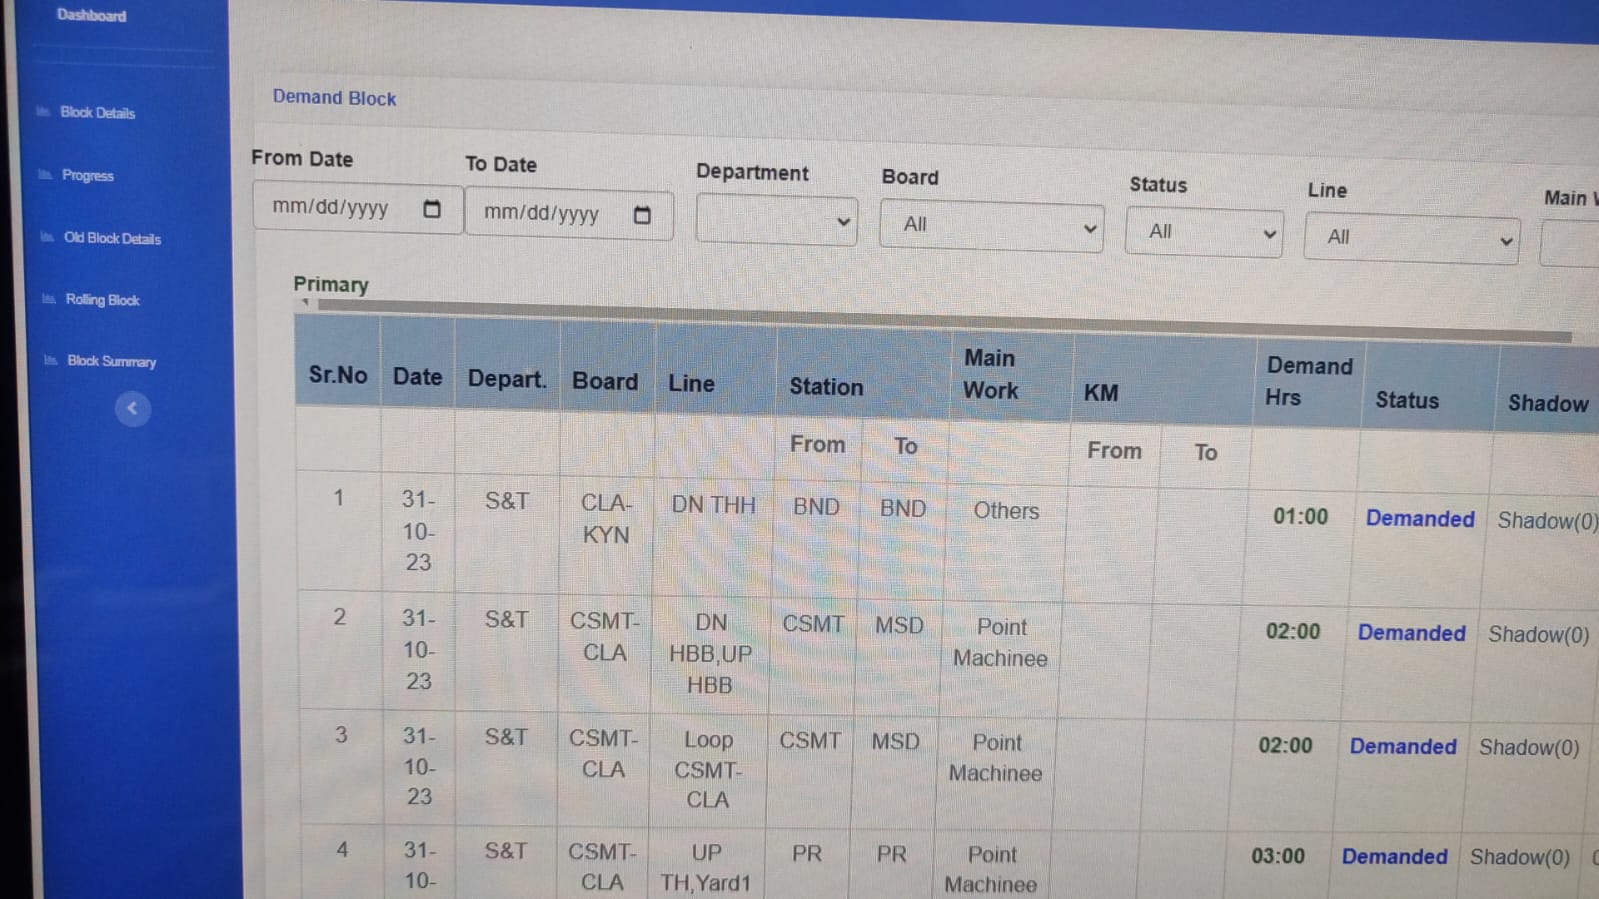 Dashboard
Block Details
Progress
Old Block Details
Rolling Block
Block Summary
Demand Block
From Date To Date Department Board Status Line Main
mm/dd/yyyy mm/dd/yyyy All All All
Primary
Sr.No Date Depart. Board Line Station Main Work KM Demand Hrs Status Shadow
From To From To
1 31-10-23 S&T CLA-KYN DN THH BND BND Others 01:00 Demanded Shadow(0)
2 31-10-23 S&T CSMT-CLA DN HBB,UP HBB CSMT MSD Point Machinee 02:00 Demanded Shadow(0)
3 31-10-23 S&T CSMT-CLA Loop CSMT-CLA CSMT MSD Point Machinee 02:00 Demanded Shadow(0)
4 31-10- S&T CSMT-CLA UP TH,Yard1 PR PR Point Machinee 03:00 Demanded Shadow(0)